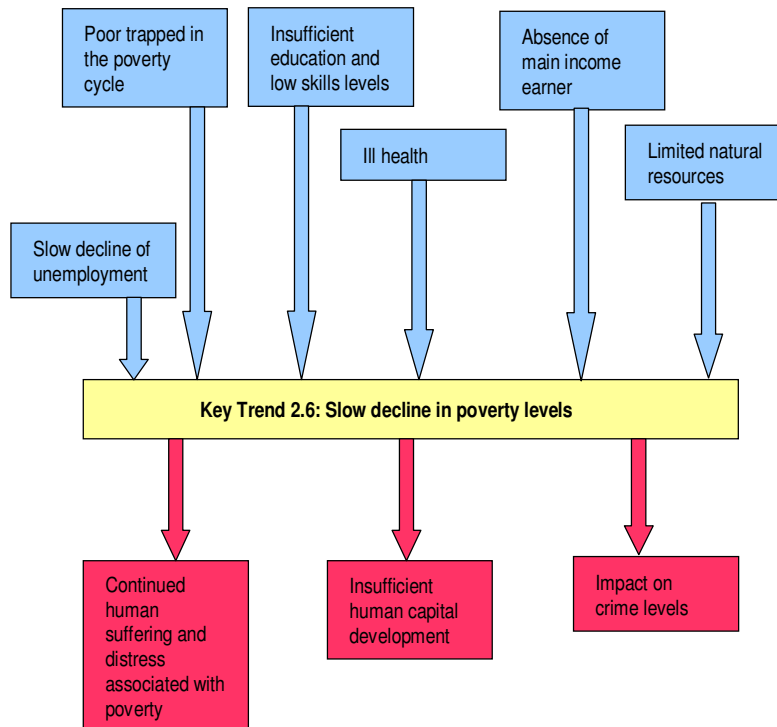 Poor trapped in
the poverty
cycle
Insufficient
education and
low skills levels
Absence of
main income
earner
Ill health
Limited natural
resources
Slow decline of
unemployment
Key Trend 2.6: Slow decline in poverty levels
Continued
human
suffering and
distress
associated with
poverty
Insufficient
human capital
development
Impact on
crime levels